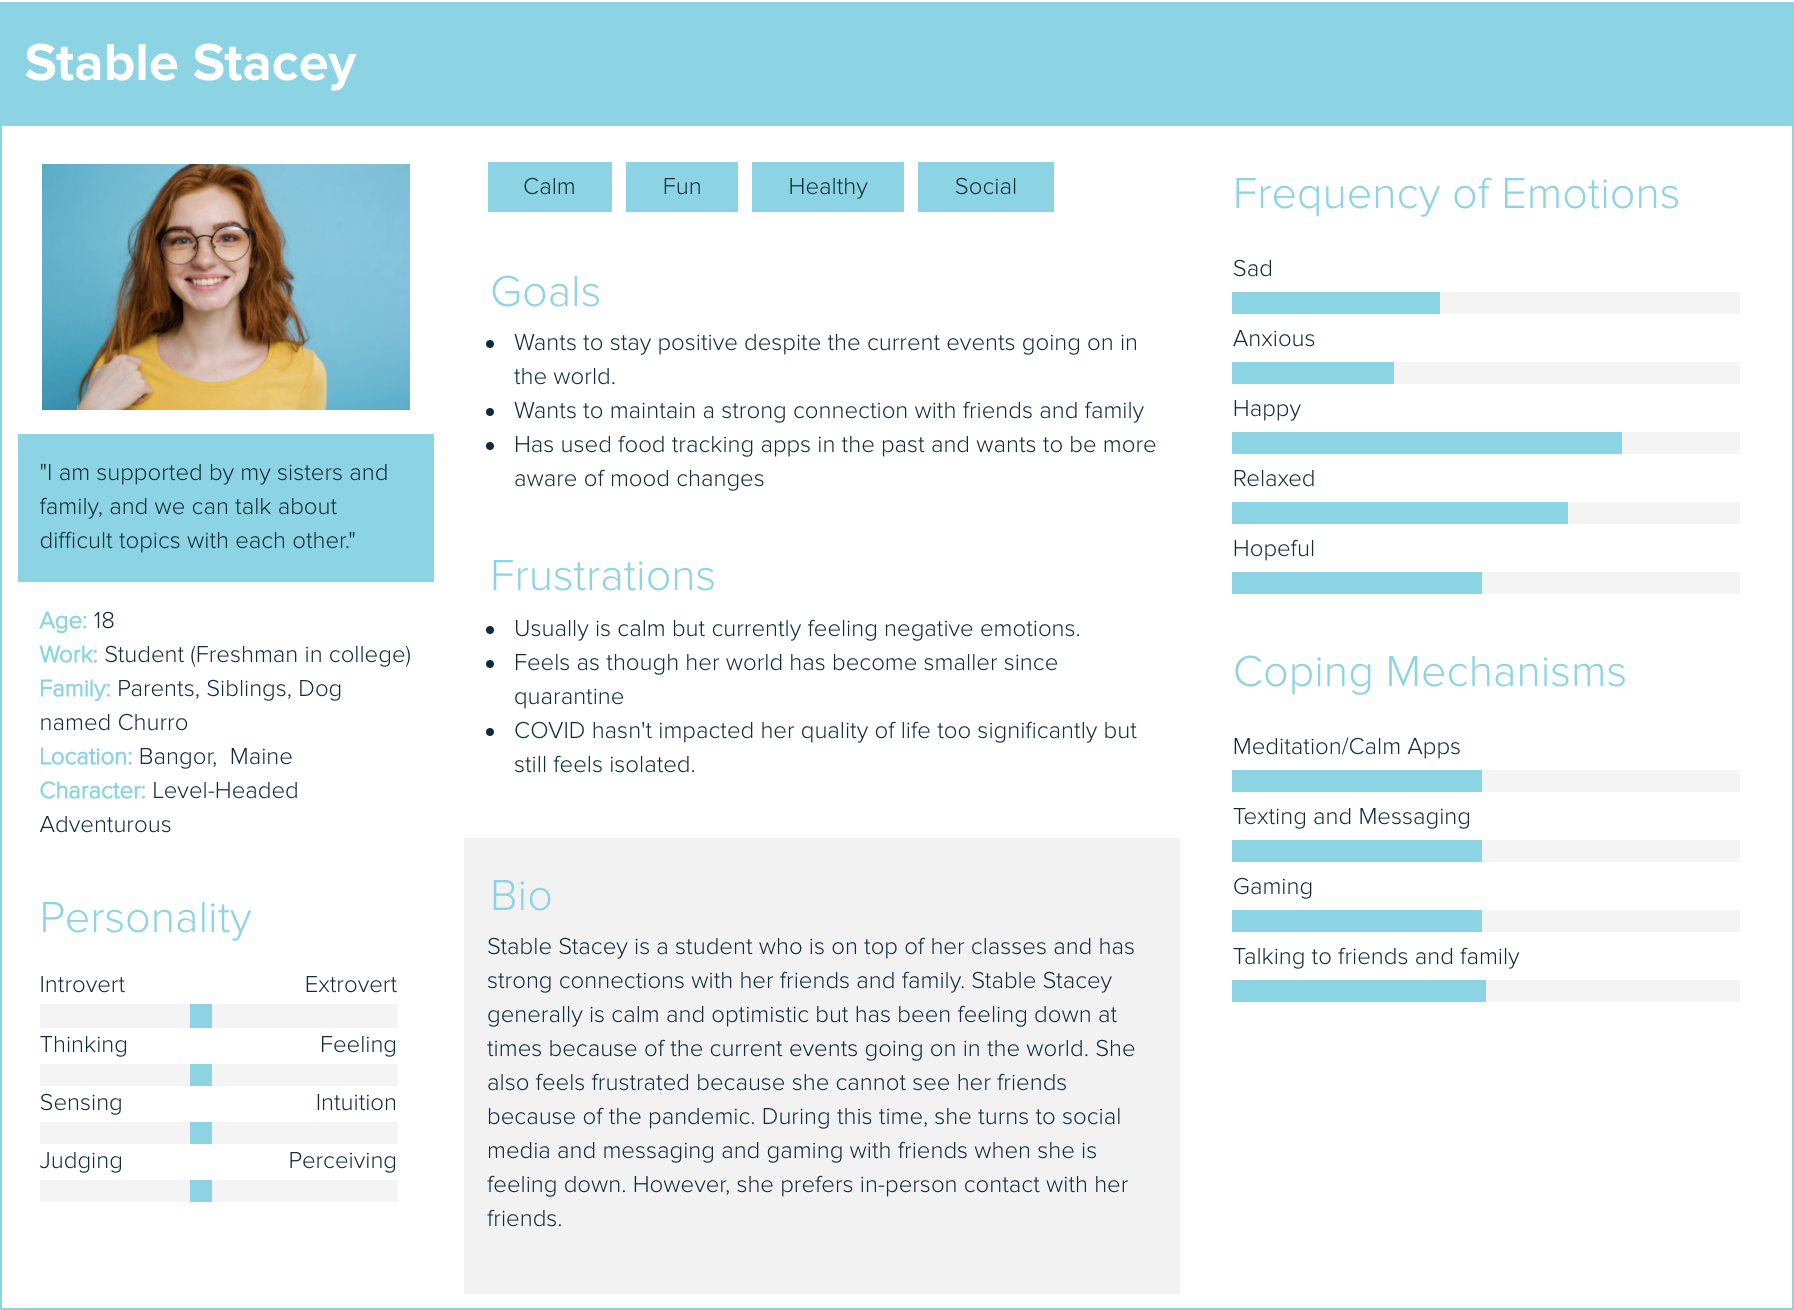 Stable Stacey
"I am supported by my sisters and
family, and we can talk about
difficult topics with each other."
Age: 18
Work: Student (Freshman in college)
Family: Parents, Siblings, Dog
named Churro
Location: Bangor,  Maine
Character: Level-Headed
Adventurous
Personality
Introvert Extrovert
Thinking Feeling
Sensing Intuition
Judging Perceiving
Calm Fun Healthy Social
Goals
• Wants to stay positive despite the current events going on in
the world.
• Wants to maintain a strong connection with friends and family
• Has used food tracking apps in the past and wants to be more
aware of mood changes
Frustrations
• Usually is calm but currently feeling negative emotions.
• Feels as though her world has become smaller since
quarantine
• COVID hasn't impacted her quality of life too significantly but
still feels isolated.
Bio
Stable Stacey is a student who is on top of her classes and has
strong connections with her friends and family. Stable Stacey
generally is calm and optimistic but has been feeling down at
times because of the current events going on in the world. She
also feels frustrated because she cannot see her friends
because of the pandemic. During this time, she turns to social
media and messaging and gaming with friends when she is
feeling down. However, she prefers in-person contact with her
friends.
Frequency of Emotions
Sad
Anxious
Happy
Relaxed
Hopeful
Coping Mechanisms
Meditation/Calm Apps
Texting and Messaging
Gaming
Talking to friends and family